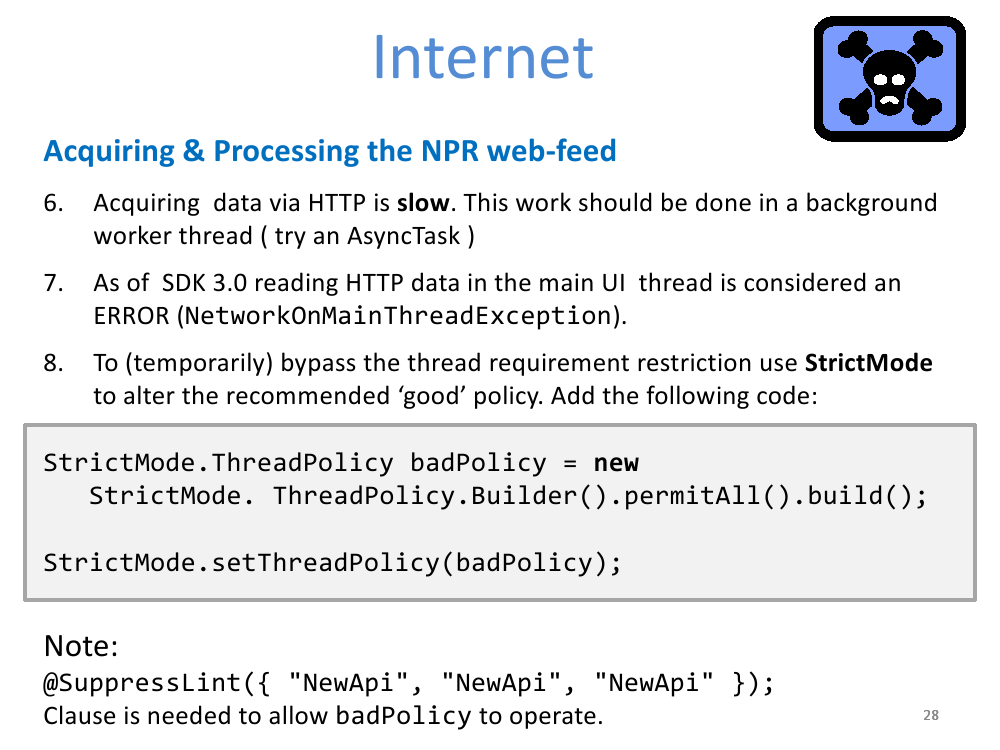 Internet
Acquiring & Processing the NPR web-feed
6. Acquiring data via HTTP is slow. This work should be done in a background
worker thread ( try an AsyncTask )
7. As of SDK 3.0 reading HTTP data in the main UI thread is considered an
ERROR (NetworkOnMainThreadException).
8. To (temporarily) bypass the thread requirement restriction use StrictMode
to alter the recommended ‘good’ policy. Add the following code:
StrictMode.ThreadPolicy badPolicy = new
StrictMode. ThreadPolicy.Builder().permitAll().build();
StrictMode.setThreadPolicy(badPolicy);
Note:
@SuppressLint({ "NewApi", "NewApi", "NewApi" });
Clause is needed to allow badPolicy to operate.
28